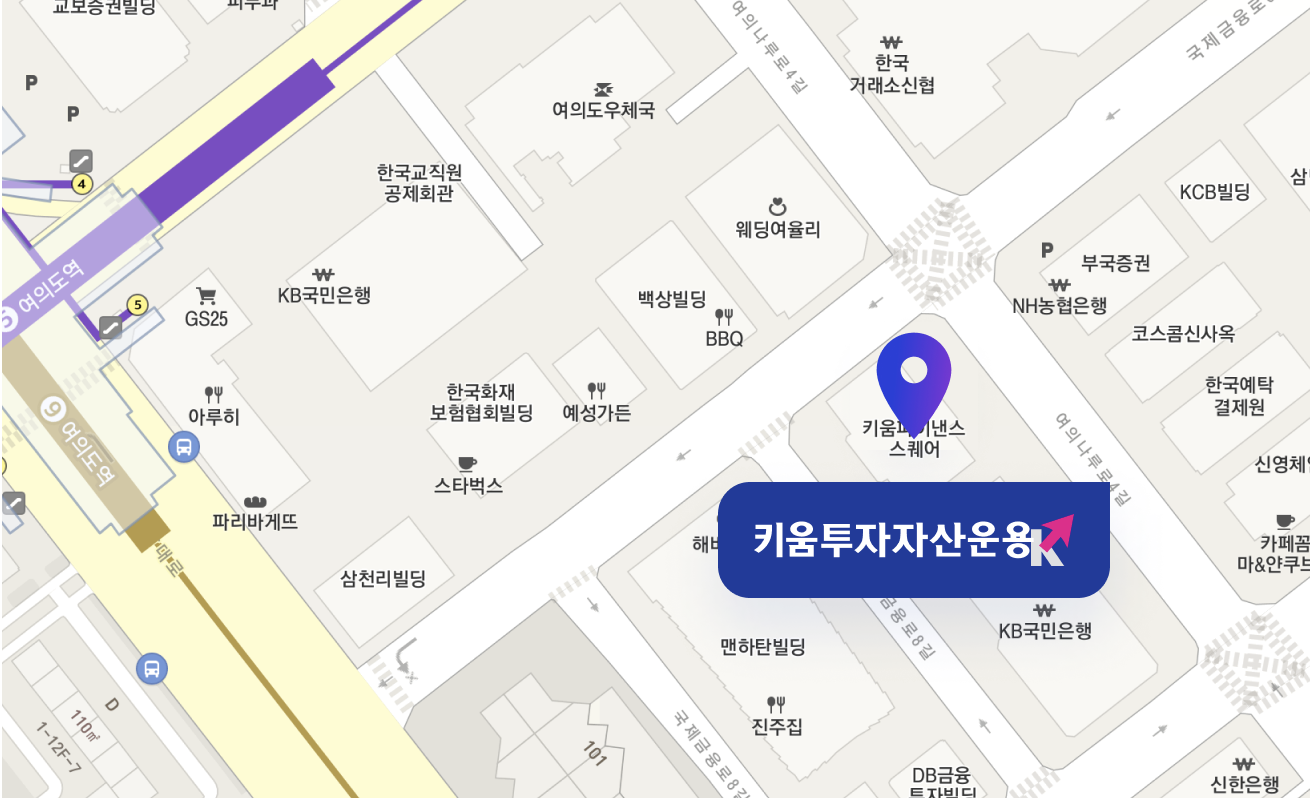 교보증권빌딩
피부과
여의나루로4길
한국
거래소신협
국제금융로
P
P
여의도우체국
4
한국교직원
공제회관
KCB빌딩
웨딩여율리
P
부국증권
NH농협은행
5 여의도역
5
KB국민은행
GS25
백상빌딩
BBQ
코스콤신사옥
한국예탁
결제원
한국화재
보험협회빌딩
예성가든
아루히
9 여의도역
키움파이낸스
스퀘어
여의나루로4길
스타벅스
파리바게뜨
대로
신영체
카페꼼
마&얀쿠브
키움투자자산운용
K
삼천리빌딩
금융로8길
KB국민은행
맨하탄빌딩
진주집
국제금융로8길
D
110㎡
1-12F-7
101
DB금융
투자빌딩
신한은행